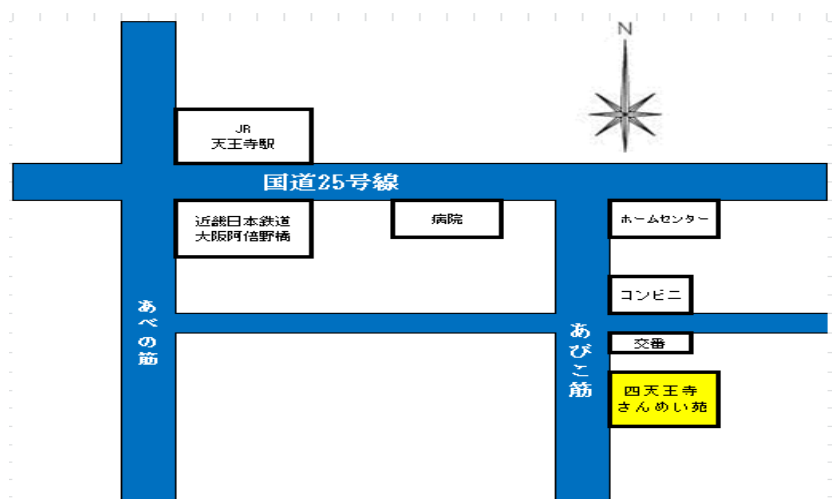 N
JR
天王寺駅
国道25号線
近畿日本鉄道
大阪阿倍野橋
病院
ホームセンター
コンビニ
あべの筋
あびこ筋
交番
四天王寺
さんめい苑